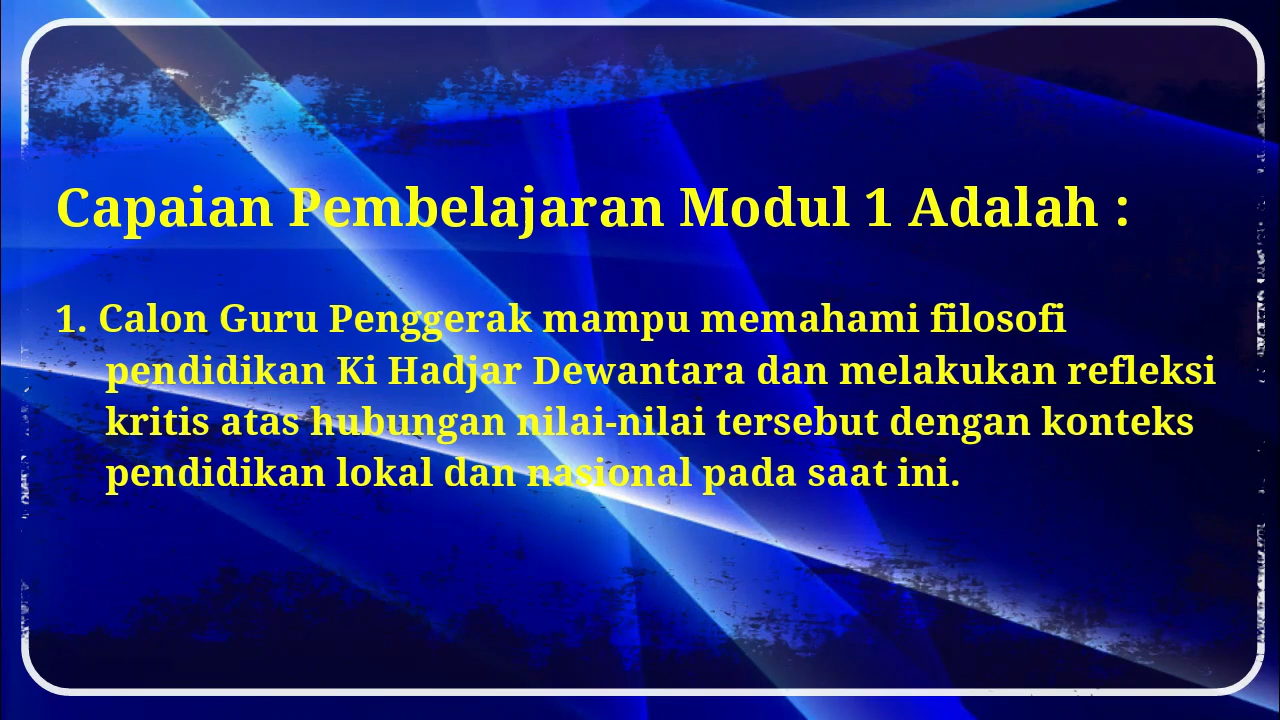 Capaian Pembelajaran Modul 1 Adalah :
1. Calon Guru Penggerak mampu memahami filosofi
pendidikan Ki Hadjar Dewantara dan melakukan refleksi
kritis atas hubungan nilai-nilai tersebut dengan konteks
pendidikan lokal dan nasional pada saat ini.